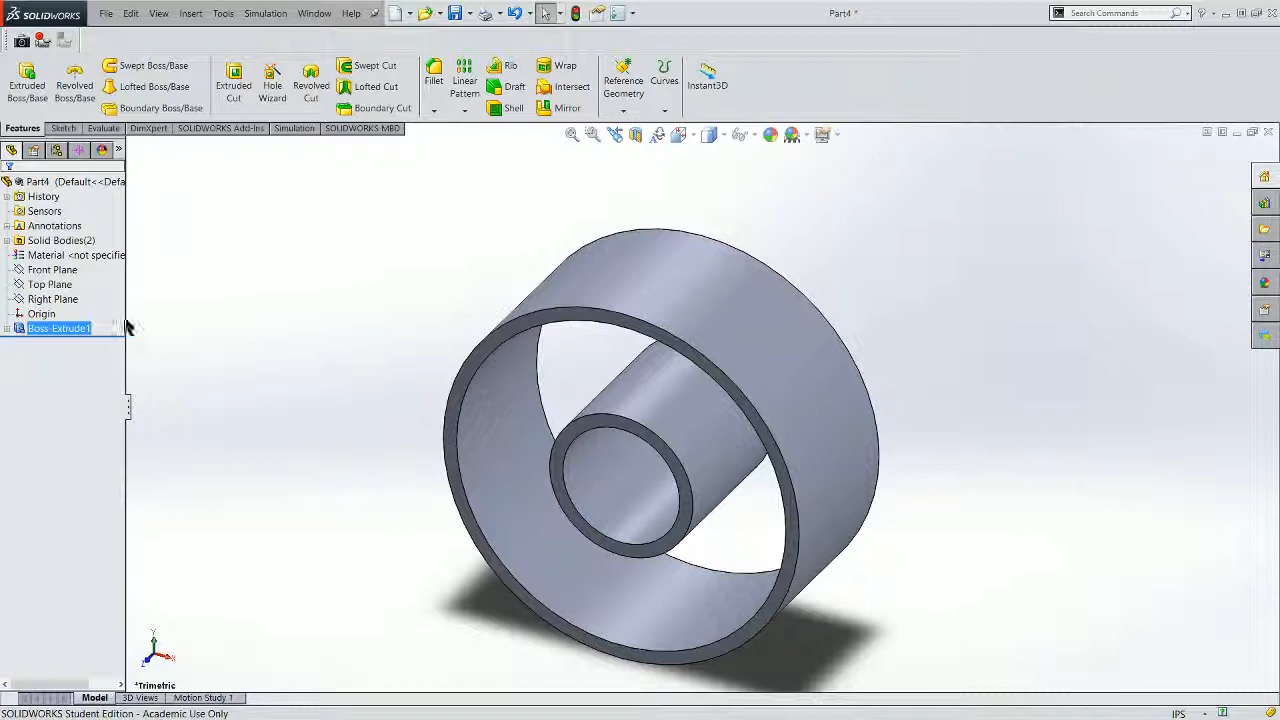 SOLIDWORKS File Edit View Insert Tools Simulation Window Help Part4 * Search Commands
Extruded Boss/Base Revolved Boss/Base Swept Boss/Base Lofted Boss/Base Boundary Boss/Base Extruded Cut Hole Wizard Revolved Cut Swept Cut Lofted Cut Boundary Cut Fillet Linear Pattern Rib Draft Shell Wrap Intersect Mirror Reference Geometry Curves Instant3D
Features Sketch Evaluate DimXpert SOLIDWORKS Add-Ins Simulation SOLIDWORKS MBD
Part4 (Default<<Defa
History
Sensors
Annotations
Solid Bodies(2)
Material <not specifie
Front Plane
Top Plane
Right Plane
Origin
Boss-Extrude1
Y
X
Z
*Trimetric
Model 3D Views Motion Study 1
SOLIDWORKS Student Edition - Academic Use Only IPS